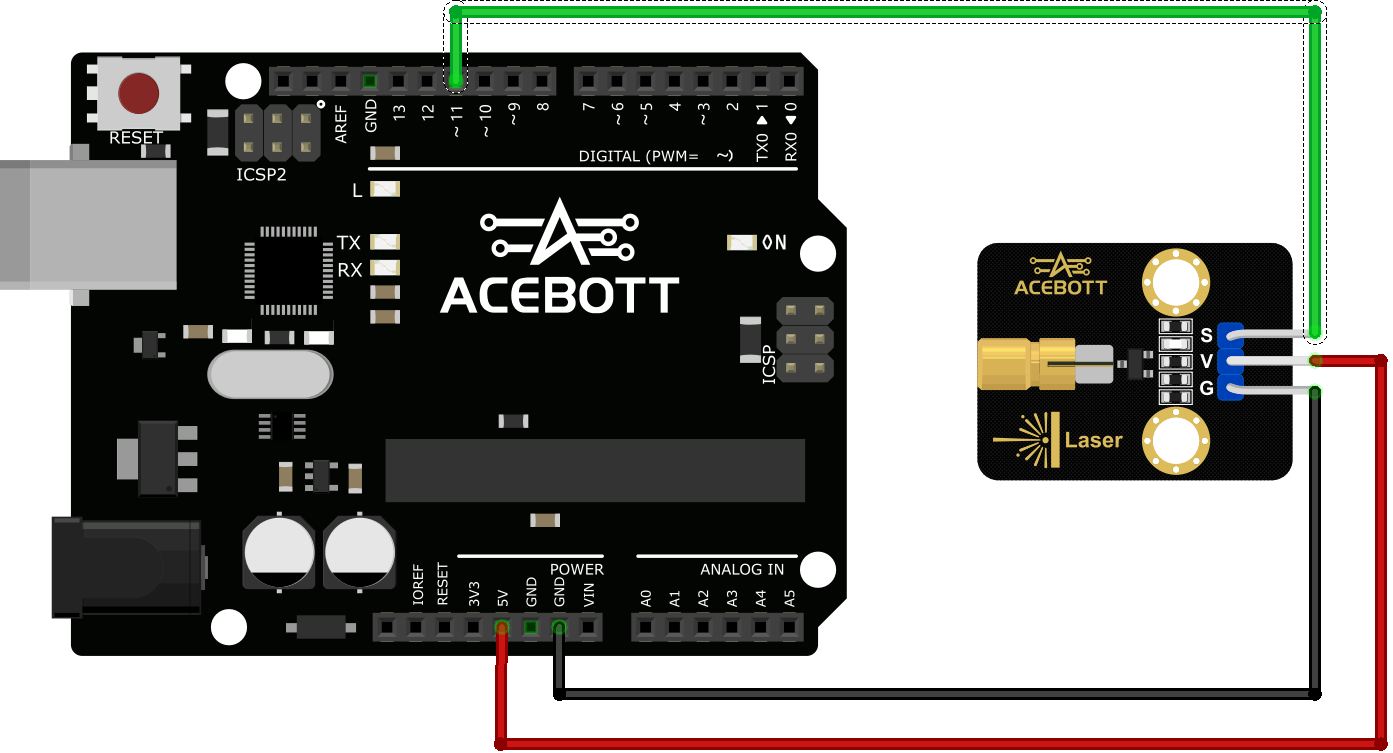 RESET
ICSP2
AREF
GND
13
12
~ 11
~ 10
~ 9
8
7
~ 6
~ 5
4
~ 3
2
TX0 ▶ 1
RX0 ◀ 0
DIGITAL (PWM= ~)
L
TX
RX
ACEBOTT
ON
ICSP
ACEBOTT
S
V
G
Laser
IOREF
RESET
3V3
5V
GND
GND
VIN
POWER
ANALOG IN
A0
A1
A2
A3
A4
A5